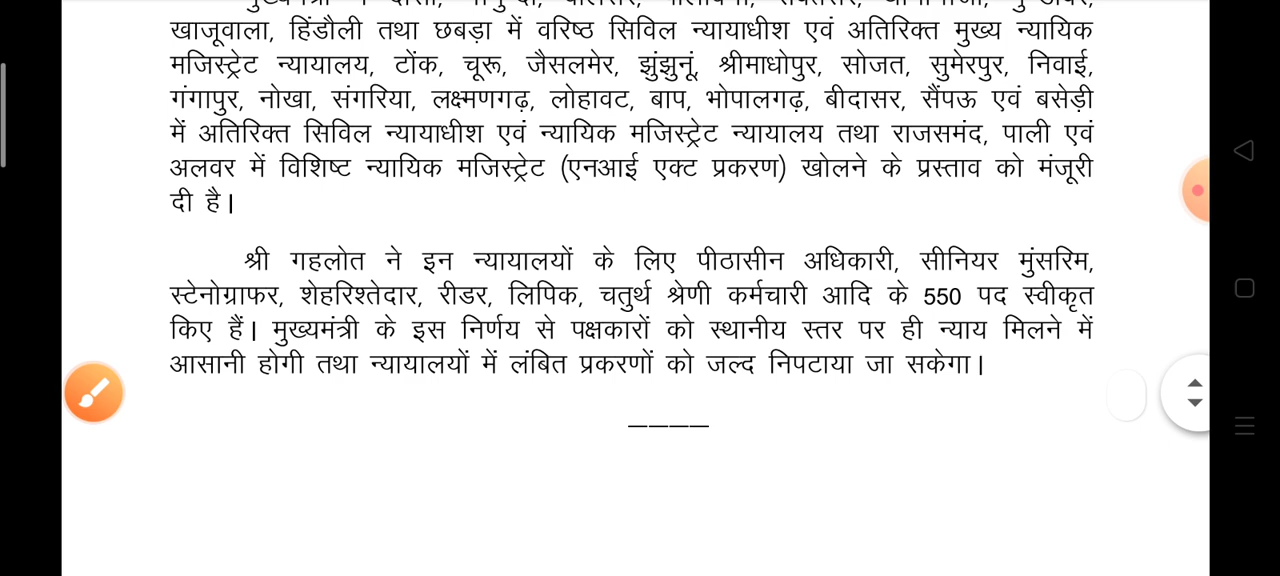 खाजूवाला, हिंडौली तथा छबड़ा में वरिष्ठ सिविल न्यायाधीश एवं अतिरिक्त मुख्य न्यायिक
मजिस्ट्रेट न्यायालय, टोंक, चूरू, जैसलमेर, झुंझुनूं, श्रीमाधोपुर, सोजत, सुमेरपुर, निवाई,
गंगापुर, नोखा, संगरिया, लक्ष्मणगढ़, लोहावट, बाप, भोपालगढ़, बीदासर, सैंपऊ एवं बसेड़ी
में अतिरिक्त सिविल न्यायाधीश एवं न्यायिक मजिस्ट्रेट न्यायालय तथा राजसमंद, पाली एवं
अलवर में विशिष्ट न्यायिक मजिस्ट्रेट (एनआई एक्ट प्रकरण) खोलने के प्रस्ताव को मंजूरी
दी है।
श्री गहलोत ने इन न्यायालयों के लिए पीठासीन अधिकारी, सीनियर मुंसरिम,
स्टेनोग्राफर, शेहरिश्तेदार, रीडर, लिपिक, चतुर्थ श्रेणी कर्मचारी आदि के 550 पद स्वीकृत
किए हैं। मुख्यमंत्री के इस निर्णय से पक्षकारों को स्थानीय स्तर पर ही न्याय मिलने में
आसानी होगी तथा न्यायालयों में लंबित प्रकरणों को जल्द निपटाया जा सकेगा।
————